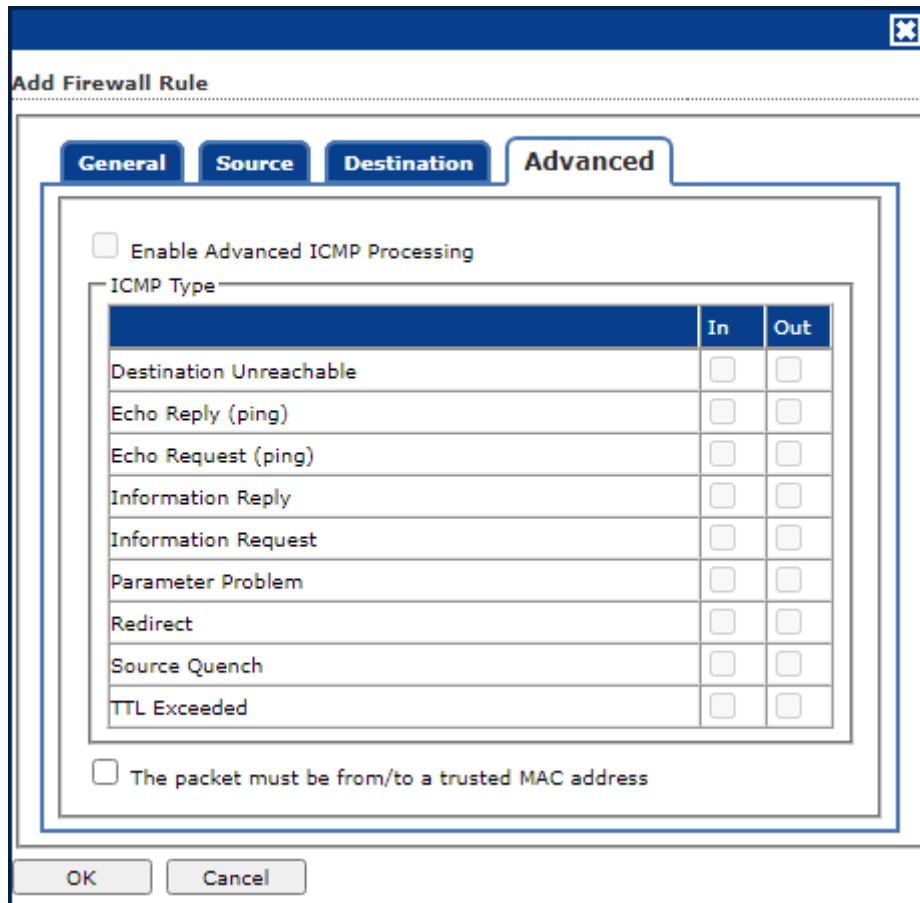 Add Firewall Rule
General Source Destination Advanced
Enable Advanced ICMP Processing
ICMP Type
In Out
Destination Unreachable
Echo Reply (ping)
Echo Request (ping)
Information Reply
Information Request
Parameter Problem
Redirect
Source Quench
TTL Exceeded
The packet must be from/to a trusted MAC address
OK Cancel